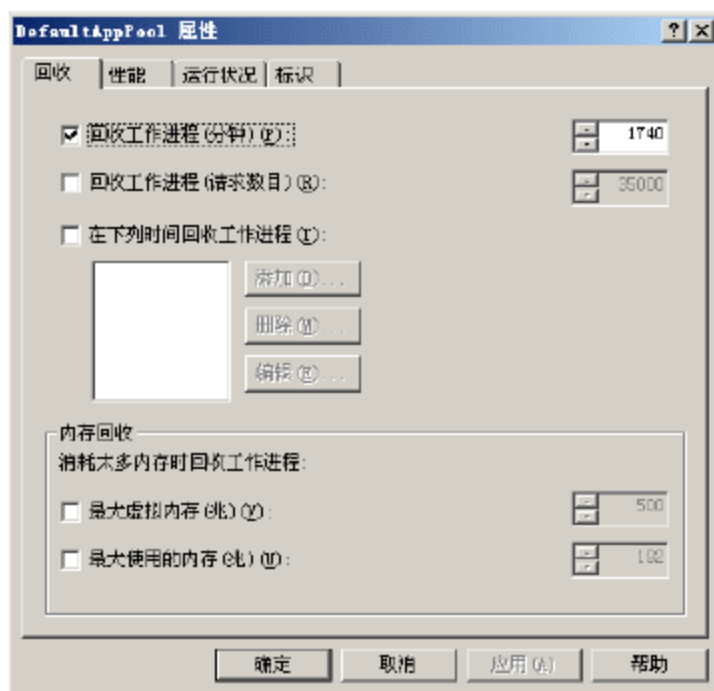 DefaultAppPool 属性
回收 性能 运行状况 标识
回收工作进程(分钟)(P): 1740
回收工作进程(请求数目)(R): 35000
在下列时间回收工作进程(T):
添加(D)...
删除(M)...
编辑(E)...
内存回收
消耗太多内存时回收工作进程:
最大虚拟内存(兆)(V): 500
最大使用的内存(兆)(U): 192
确定 取消 应用(A) 帮助